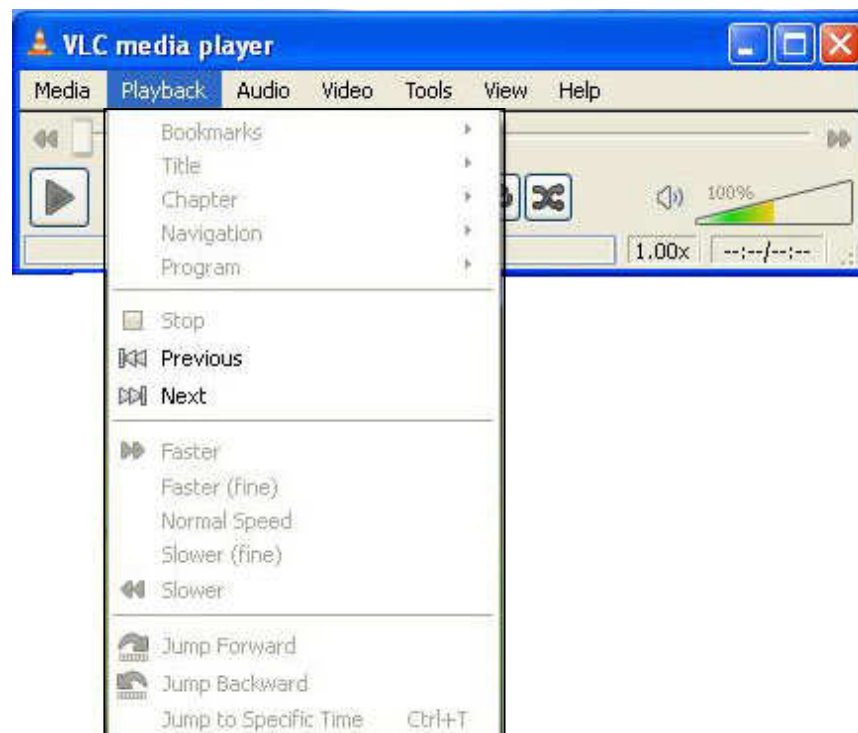 VLC media player
Media Playback Audio Video Tools View Help
Bookmarks
Title
Chapter
100%
Navigation
1.00x --:--/--:--
Program
Stop
Previous
Next
Faster
Faster (fine)
Normal Speed
Slower (fine)
Slower
Jump Forward
Jump Backward
Jump to Specific Time Ctrl+T